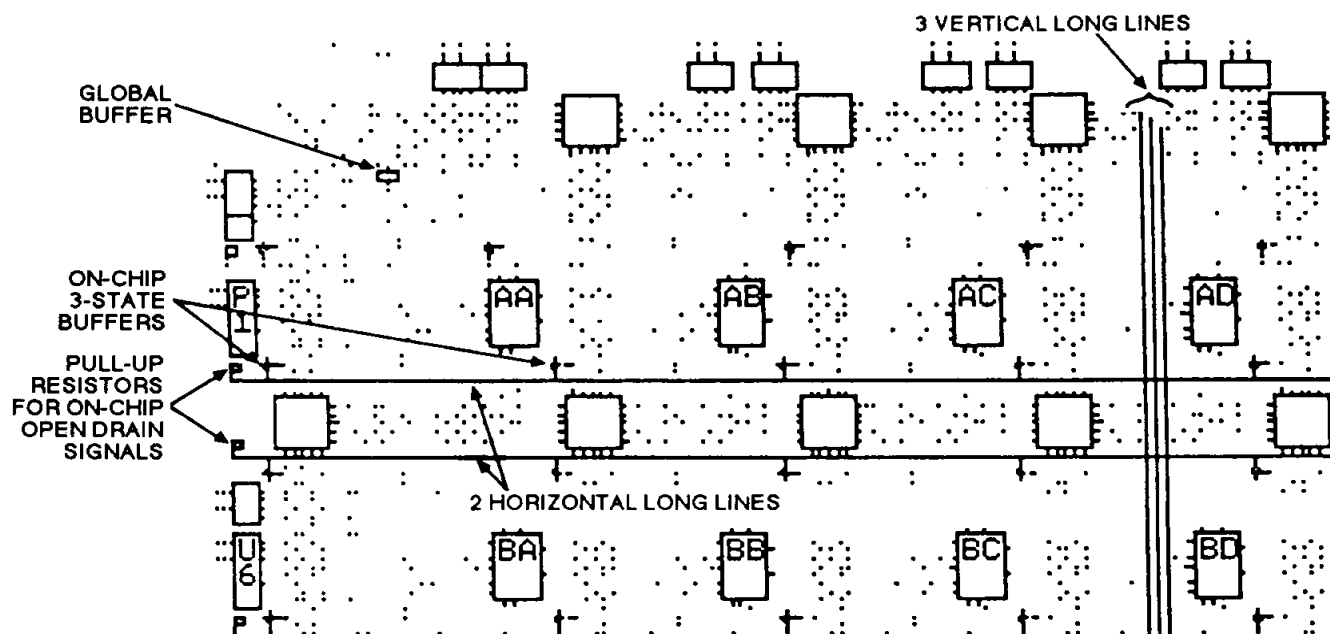 3 VERTICAL LONG LINES
GLOBAL
BUFFER
P
ON-CHIP
3-STATE
BUFFERS
P
I
AA
AB
AC
AD
PULL-UP
RESISTORS
FOR ON-CHIP
OPEN DRAIN
SIGNALS
P
P
2 HORIZONTAL LONG LINES
U
6
BA
BB
BC
BD
P